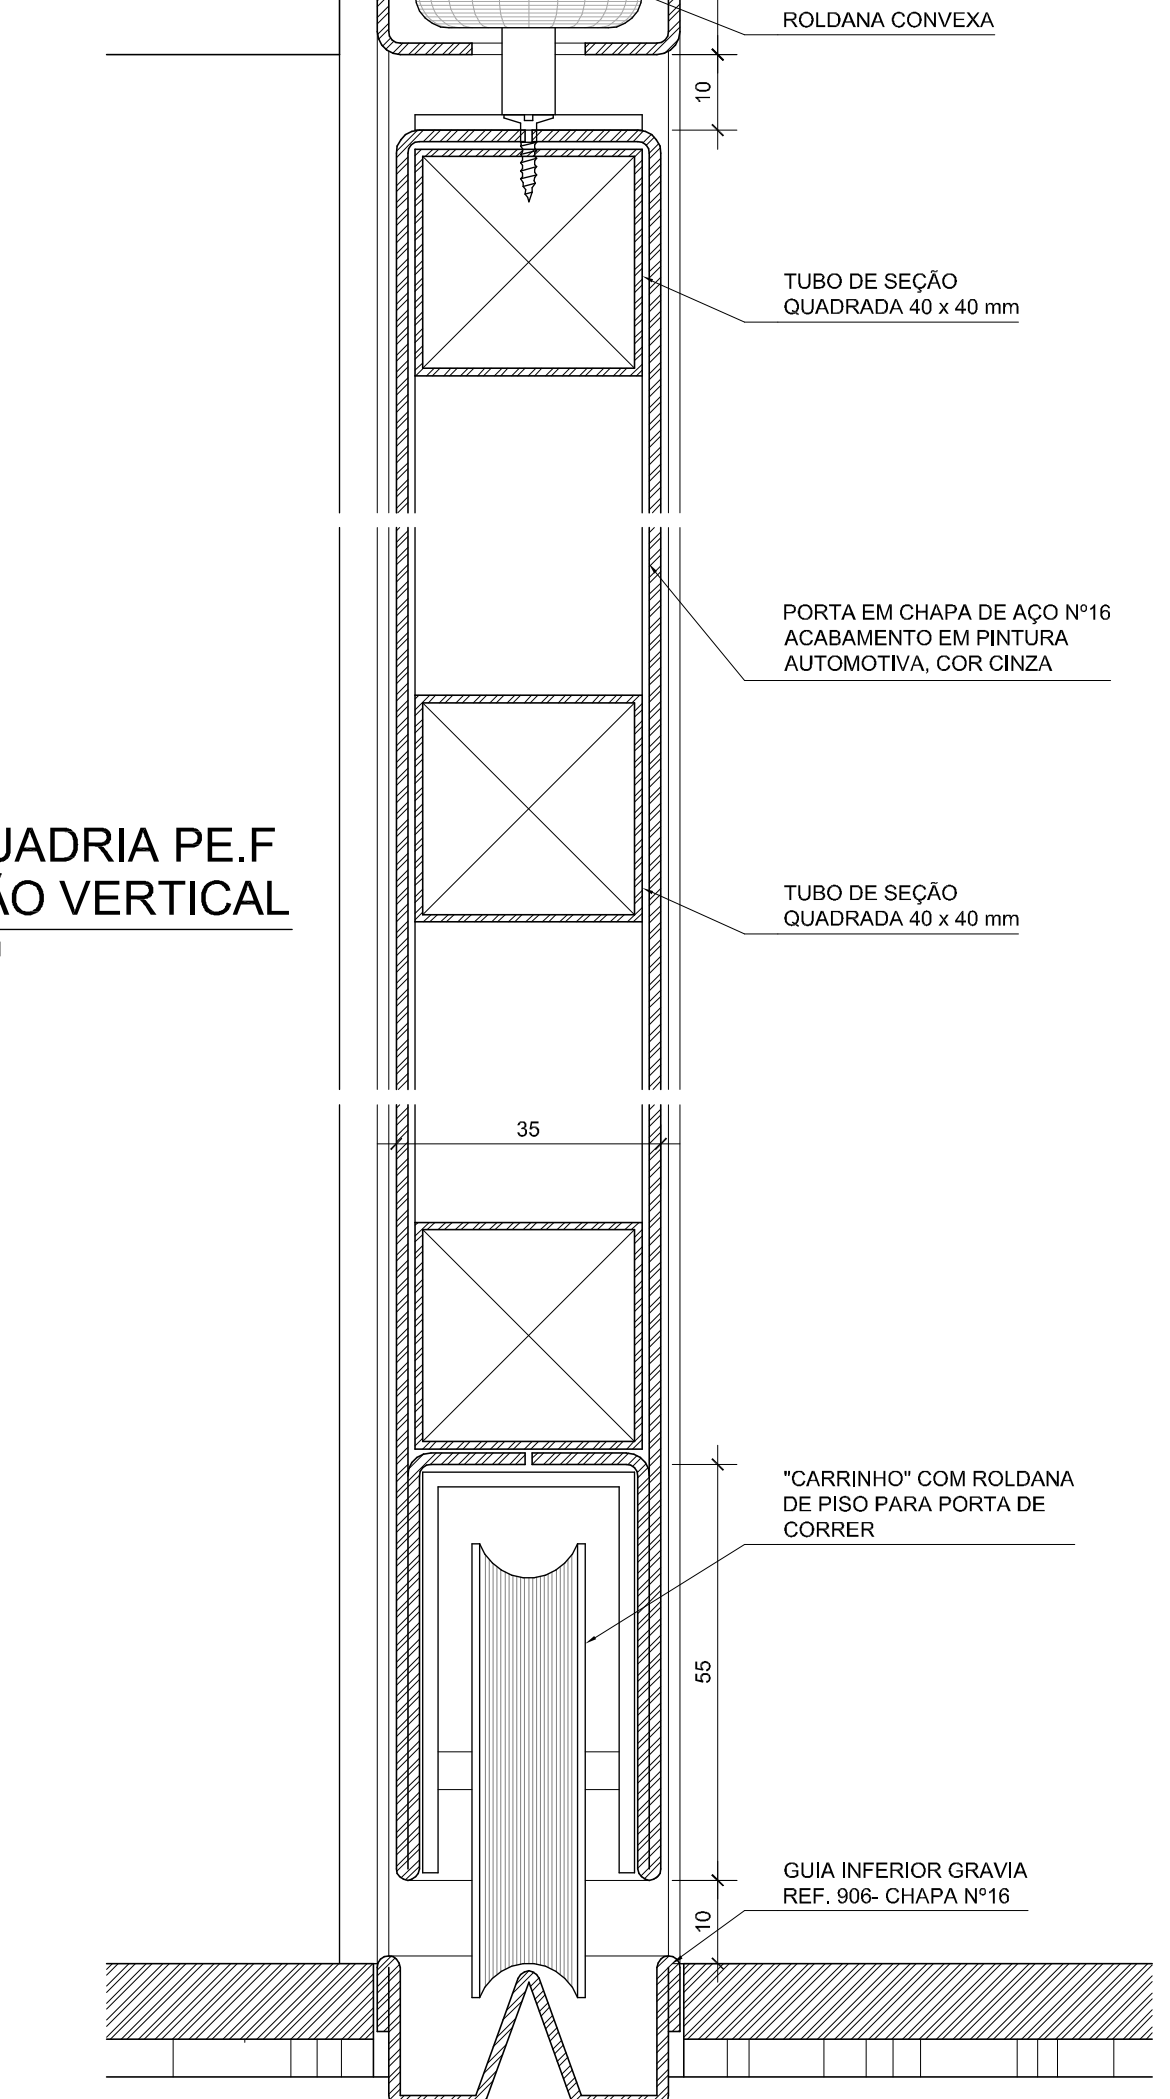 ROLDANA CONVEXA
10
TUBO DE SEÇÃO
QUADRADA 40 x 40 mm
PORTA EM CHAPA DE AÇO Nº16
ACABAMENTO EM PINTURA
AUTOMOTIVA, COR CINZA
UADRIA PE.F
ÃO VERTICAL
TUBO DE SEÇÃO
QUADRADA 40 x 40 mm
35
"CARRINHO" COM ROLDANA
DE PISO PARA PORTA DE
CORRER
55
GUIA INFERIOR GRAVIA
REF. 906- CHAPA Nº16
10